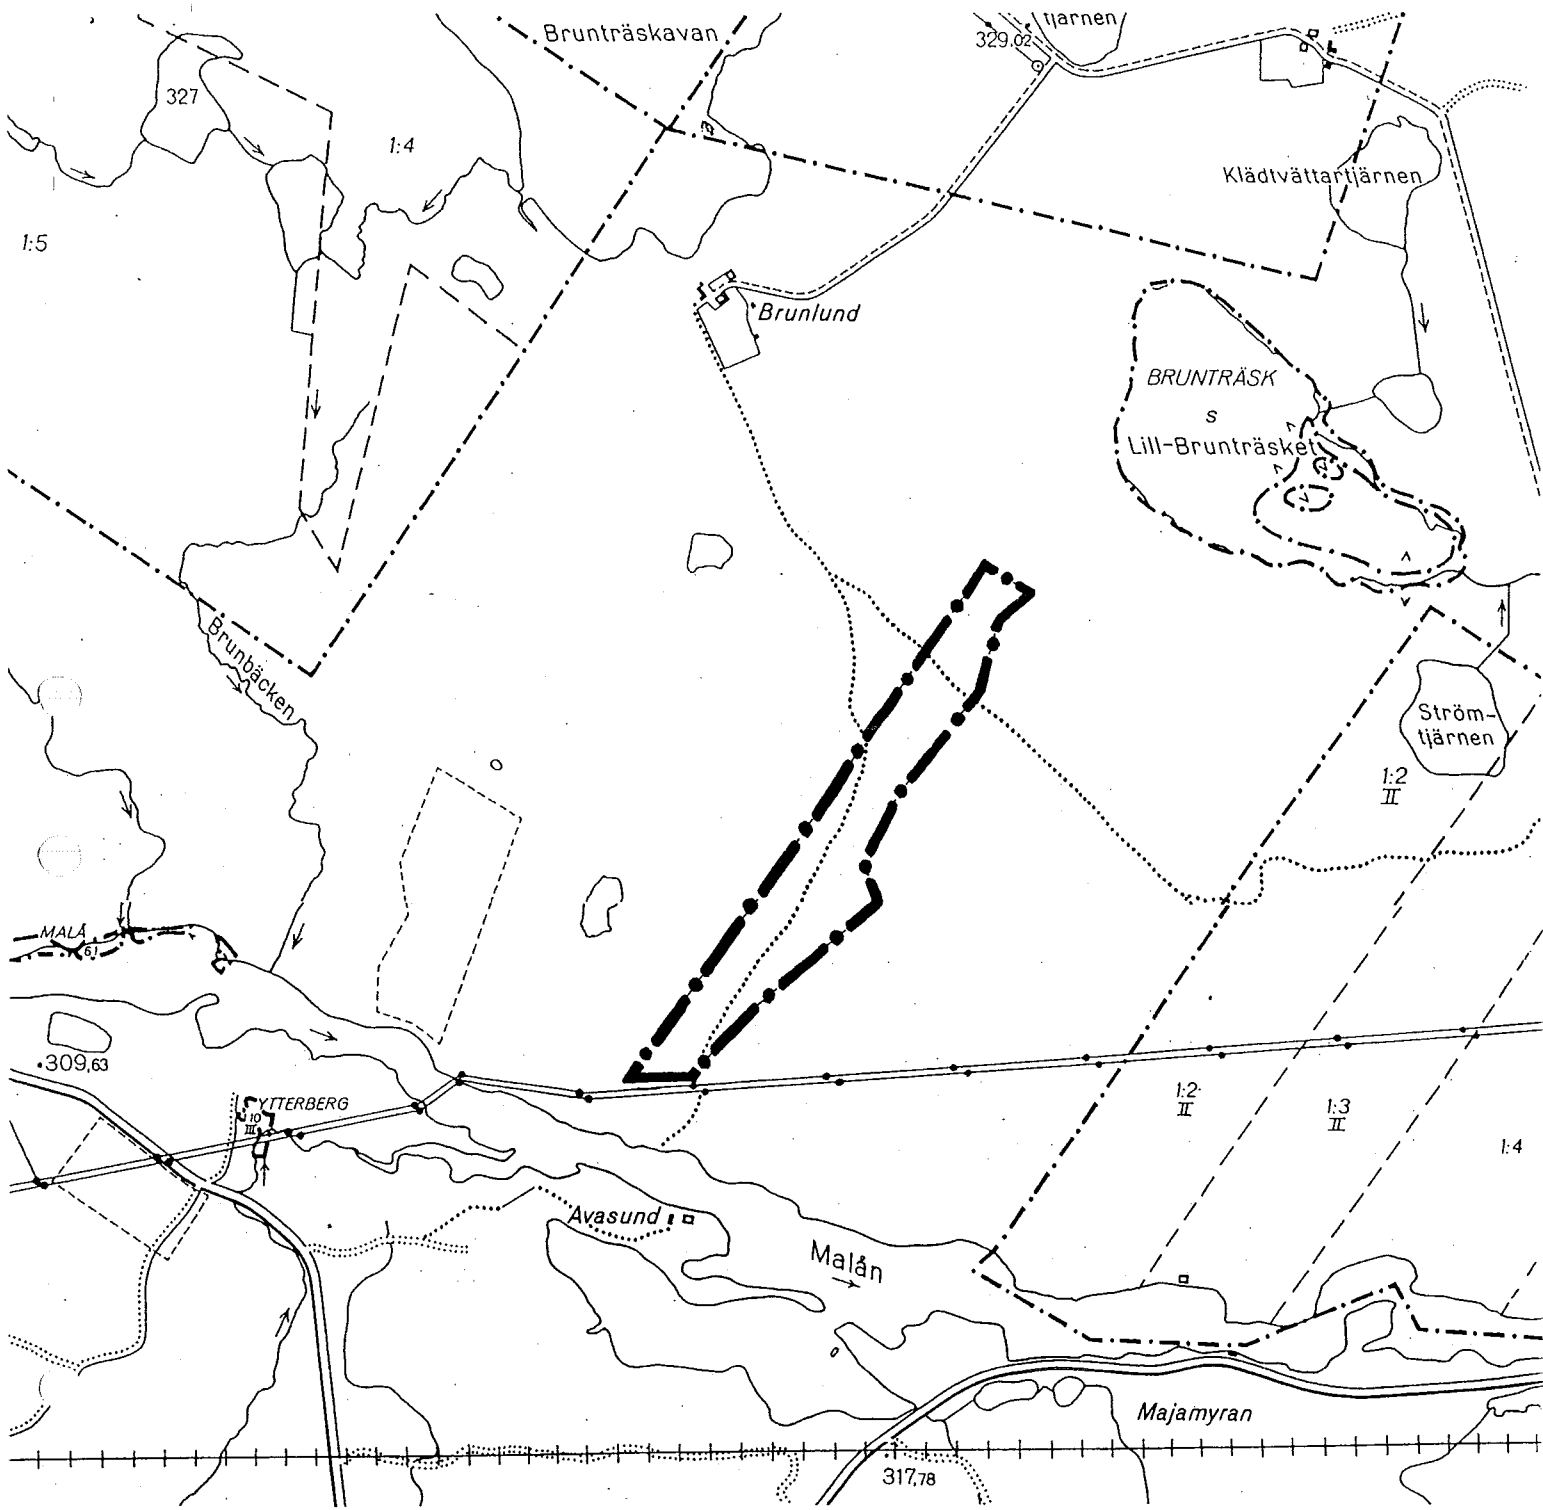 Brunträskavan
tjärnen
329,02
327
1:4
Klädtvättartjärnen
1:5
Brunlund
BRUNTRÄSK
s
Lill-Brunträsket
Brunbäcken
Ström-
tjärnen
1:2
II
MALÅ
61
309,63
YTTERBERG
10
III
1:2
II
1:3
II
1:4
Avasund
Malån
Majamyran
317,78